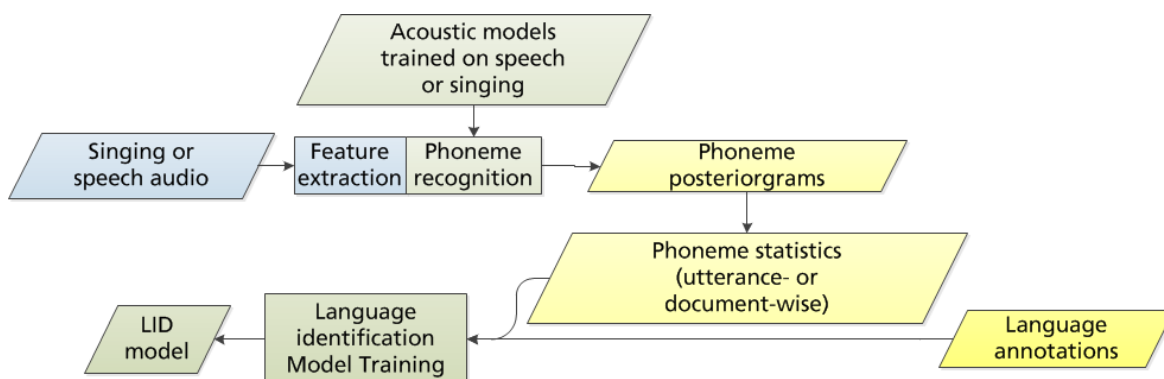 Acoustic models
trained on speech
or singing
Singing or
speech audio
Feature
extraction
Phoneme
recognition
Phoneme
posteriorgrams
Phoneme statistics
(utterance- or
document-wise)
LID
model
Language
identification
Model Training
Language
annotations